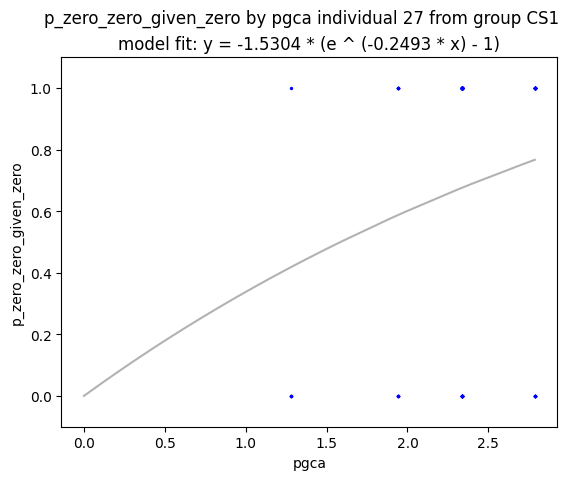 p_zero_zero_given_zero by pgca individual 27 from group CS1
model fit: y = -1.5304 * (e ^ (-0.2493 * x) - 1)
1.0
0.8
0.6
0.4
0.2
0.0
p_zero_zero_given_zero
0.0 0.5 1.0 1.5 2.0 2.5
pgca